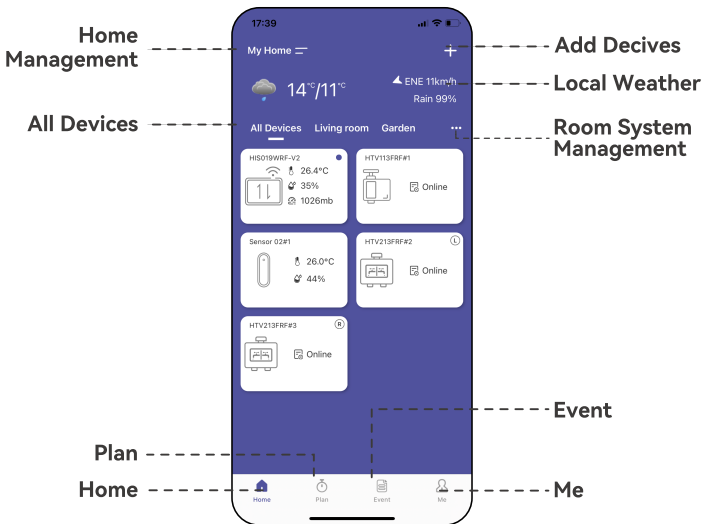 17:39
Home
Management
My Home
Add Decives
14°C/11°C
ENE 11km/h
Local Weather
Rain 99%
All Devices
All Devices Living room Garden
Room System
Management
HIS019WRF-V2
26.4°C
35%
1026mb
HTV113FRF#1
Online
Sensor 02#1
26.0°C
44%
HTV213FRF#2
L
Online
HTV213FRF#3
R
Online
Event
Plan
Home
Home
Plan
Event
Me
Me